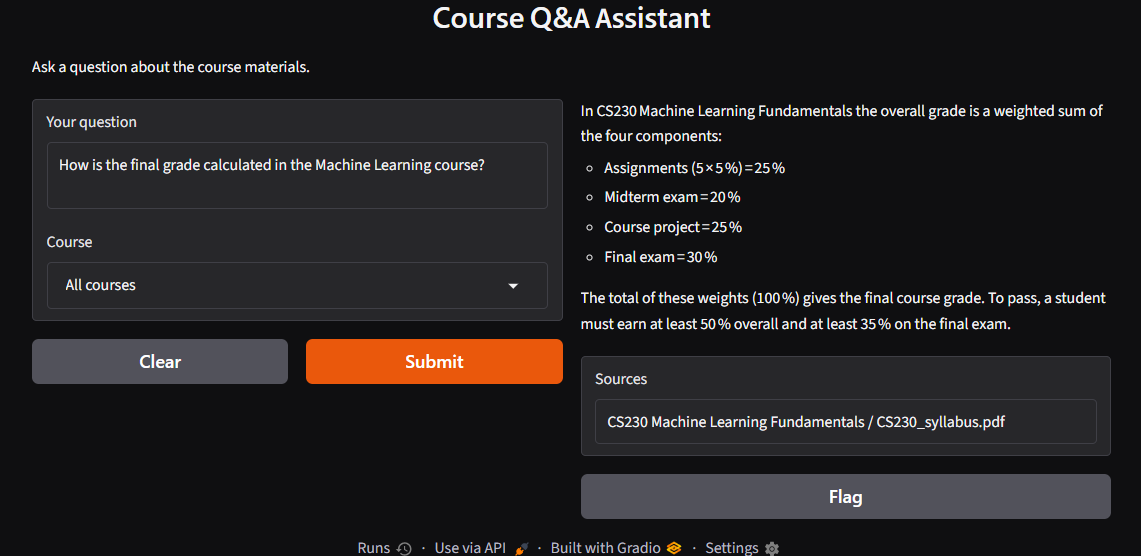 Course Q&A Assistant
Ask a question about the course materials.
Your question
How is the final grade calculated in the Machine Learning course?
Course
All courses
Clear
Submit
In CS230 Machine Learning Fundamentals the overall grade is a weighted sum of
the four components:
Assignments (5 × 5 %) = 25 %
Midterm exam = 20 %
Course project = 25 %
Final exam = 30 %
The total of these weights (100 %) gives the final course grade. To pass, a student
must earn at least 50 % overall and at least 35 % on the final exam.
Sources
CS230 Machine Learning Fundamentals / CS230_syllabus.pdf
Flag
Runs · Use via API · Built with Gradio · Settings